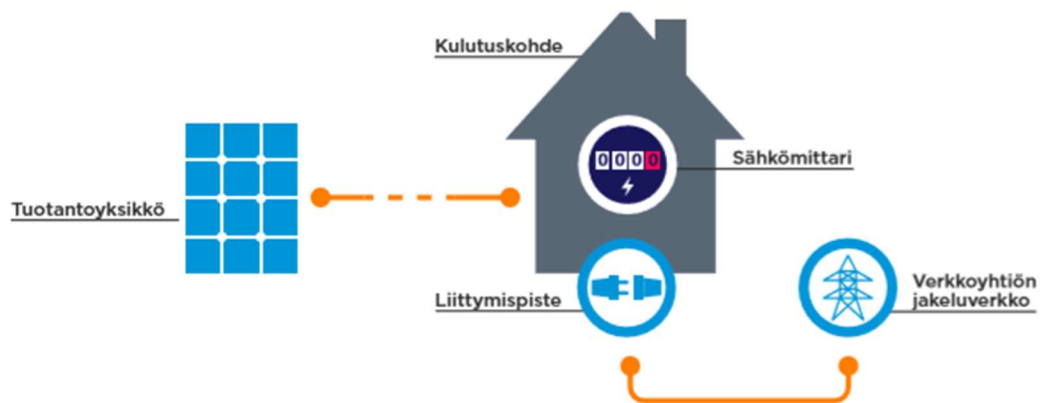 Kulutuskohde
0000
Sähkömittari
Tuotantoyksikkö
Liittymispiste
Verkkoyhtiön
jakeluverkko